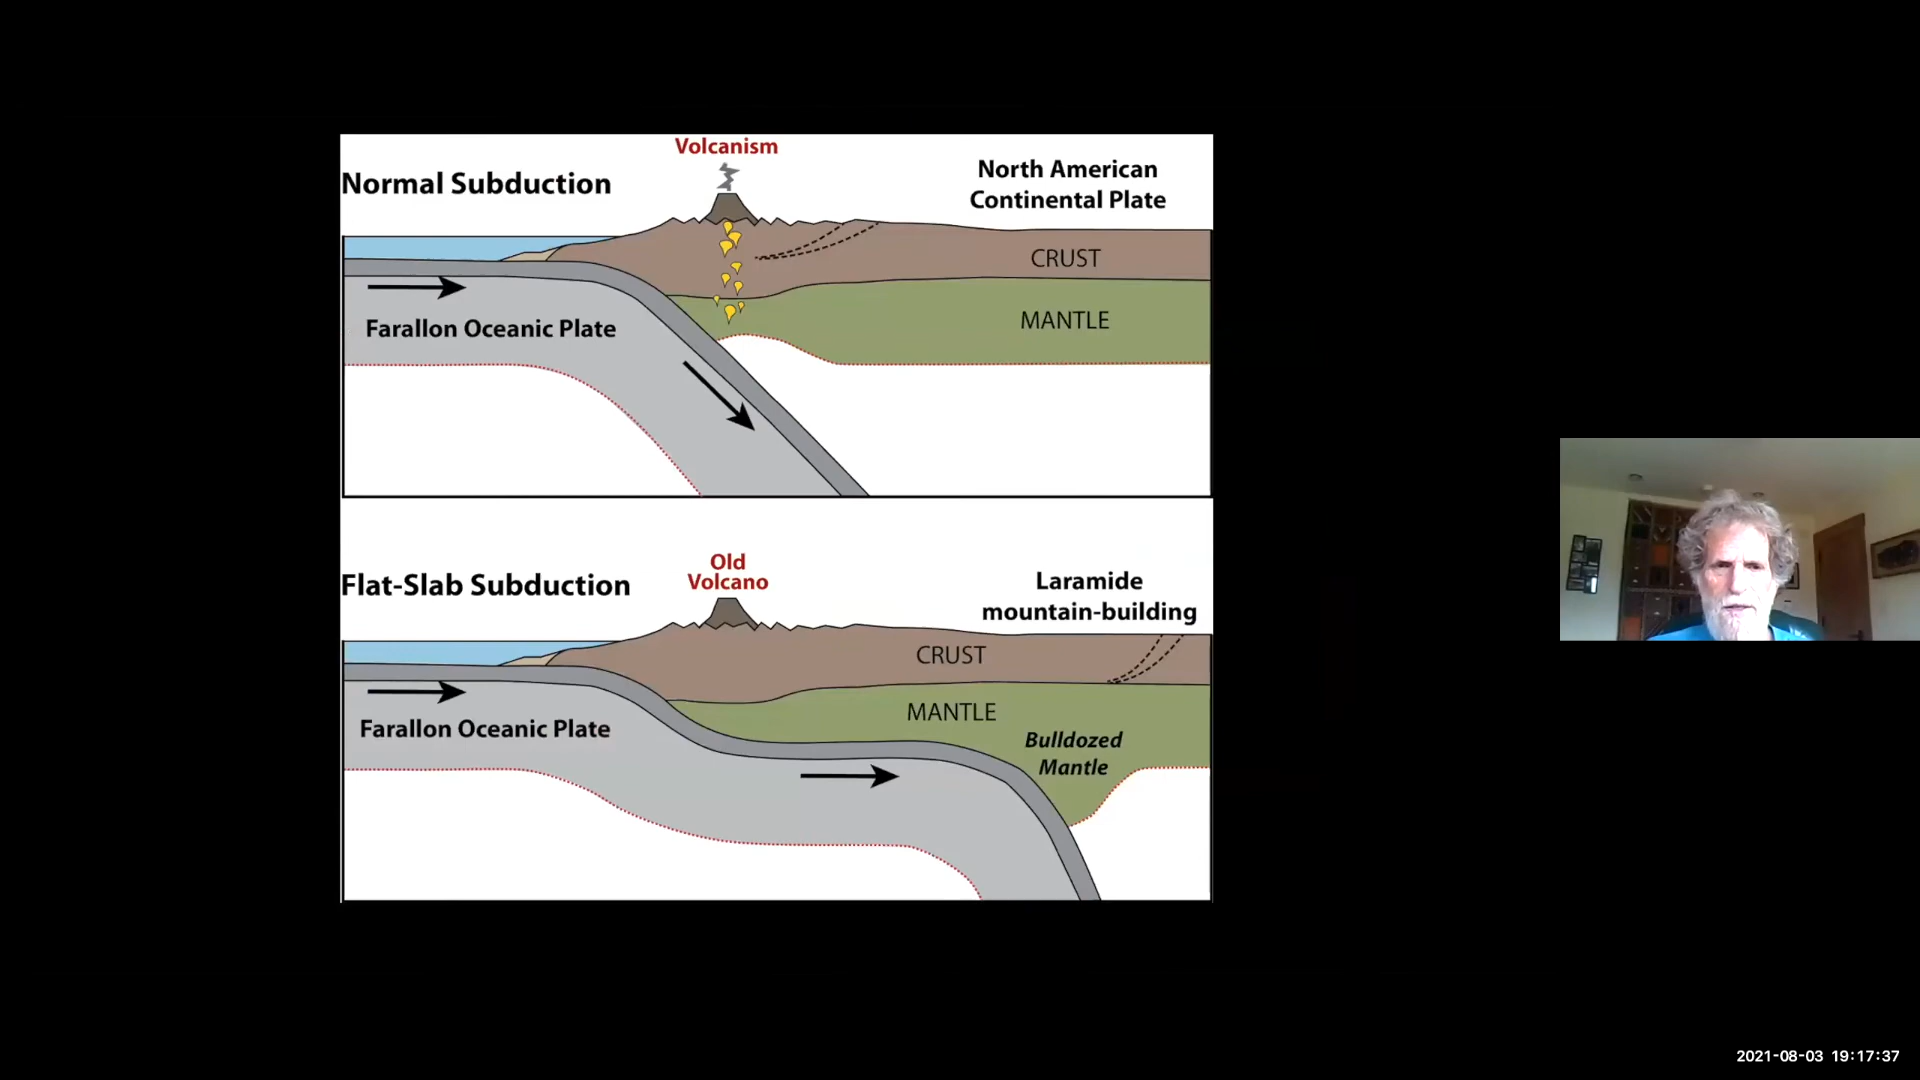 Volcanism
Normal Subduction
North American
Continental Plate
CRUST
MANTLE
Farallon Oceanic Plate
Old
Volcano
Flat-Slab Subduction
Laramide
mountain-building
CRUST
MANTLE
Farallon Oceanic Plate
Bulldozed
Mantle
2021-08-03 19:17:37